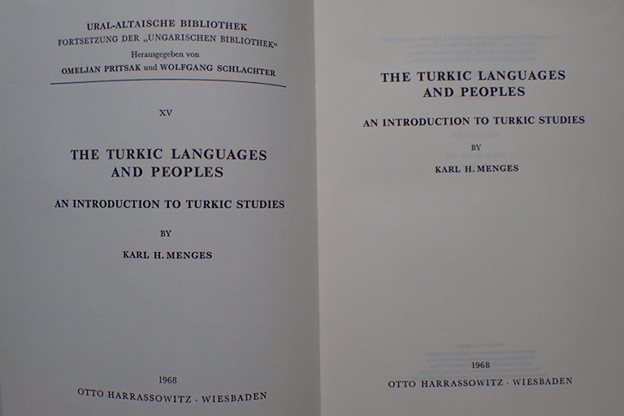 URAL-ALTAISCHE BIBLIOTHEK
FORTSETZUNG DER „UNGARISCHEN BIBLIOTHEK“
Herausgegeben von
OMELJAN PRITSAK und WOLFGANG SCHLACHTER
XV
THE TURKIC LANGUAGES
AND PEOPLES
AN INTRODUCTION TO TURKIC STUDIES
BY
KARL H. MENGES
1968
OTTO HARRASSOWITZ · WIESBADEN
THE TURKIC LANGUAGES
AND PEOPLES
AN INTRODUCTION TO TURKIC STUDIES
BY
KARL H. MENGES
1968
OTTO HARRASSOWITZ · WIESBADEN